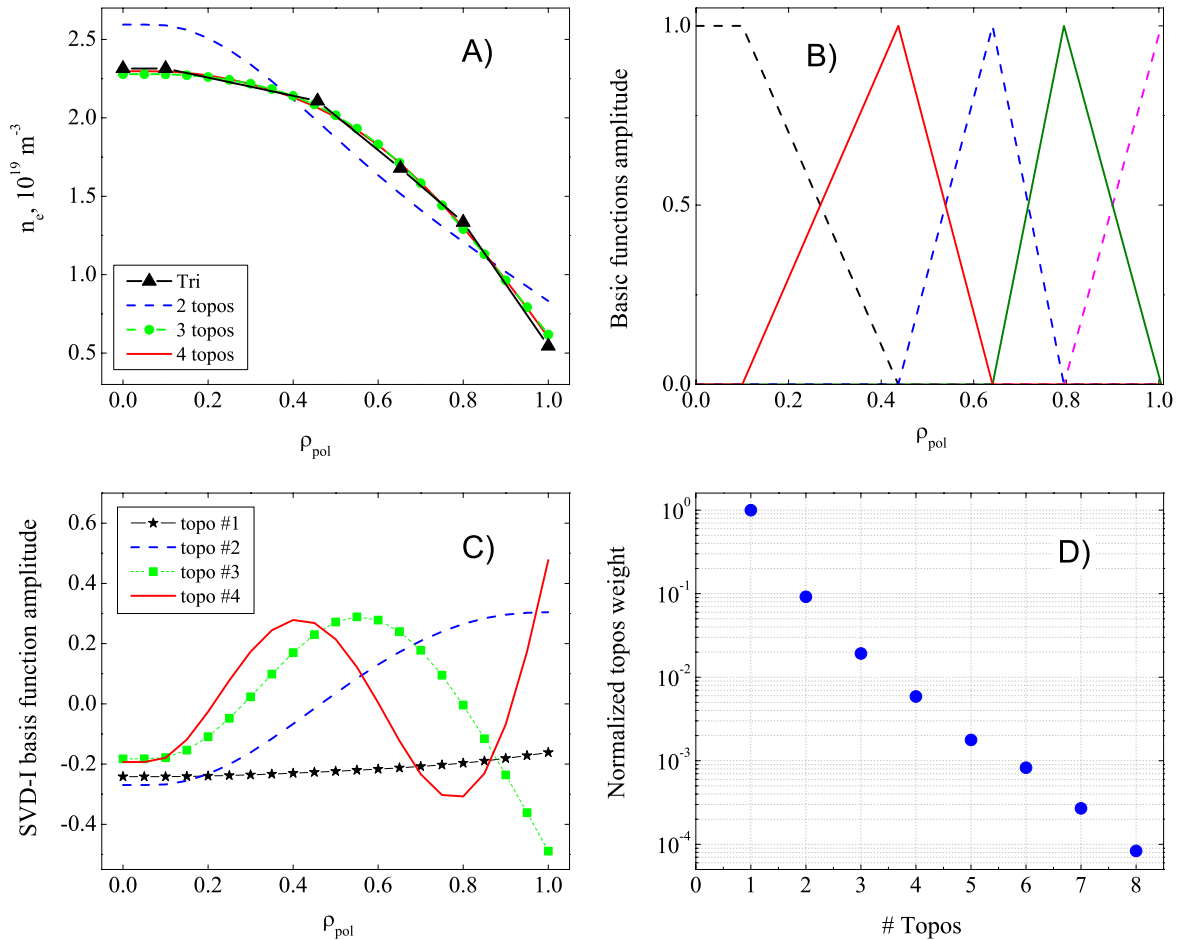 A)
n_e, 10^19 m^-3
2.5
2.0
1.5
1.0
0.5
Tri
2 topos
3 topos
4 topos
0.0 0.2 0.4 0.6 0.8 1.0
ρ_pol
B)
Basic functions amplitude
1.0
0.5
0.0
0.0 0.2 0.4 0.6 0.8 1.0
ρ_pol
C)
SVD-I basis function amplitude
0.6
0.4
0.2
0.0
-0.2
-0.4
topo #1
topo #2
topo #3
topo #4
0.0 0.2 0.4 0.6 0.8 1.0
ρ_pol
D)
Normalized topos weight
10^0
10^-1
10^-2
10^-3
10^-4
0 1 2 3 4 5 6 7 8
# Topos